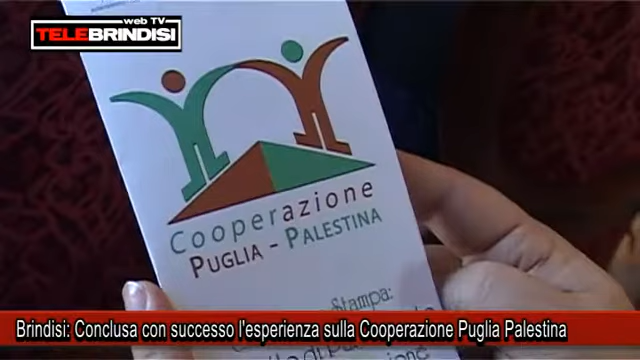 web TV
TELEBRINDISI
Cooperazione
PUGLIA - PALESTINA
Stampa:
Brindisi: Conclusa con successo l'esperienza sulla Cooperazione Puglia Palestina